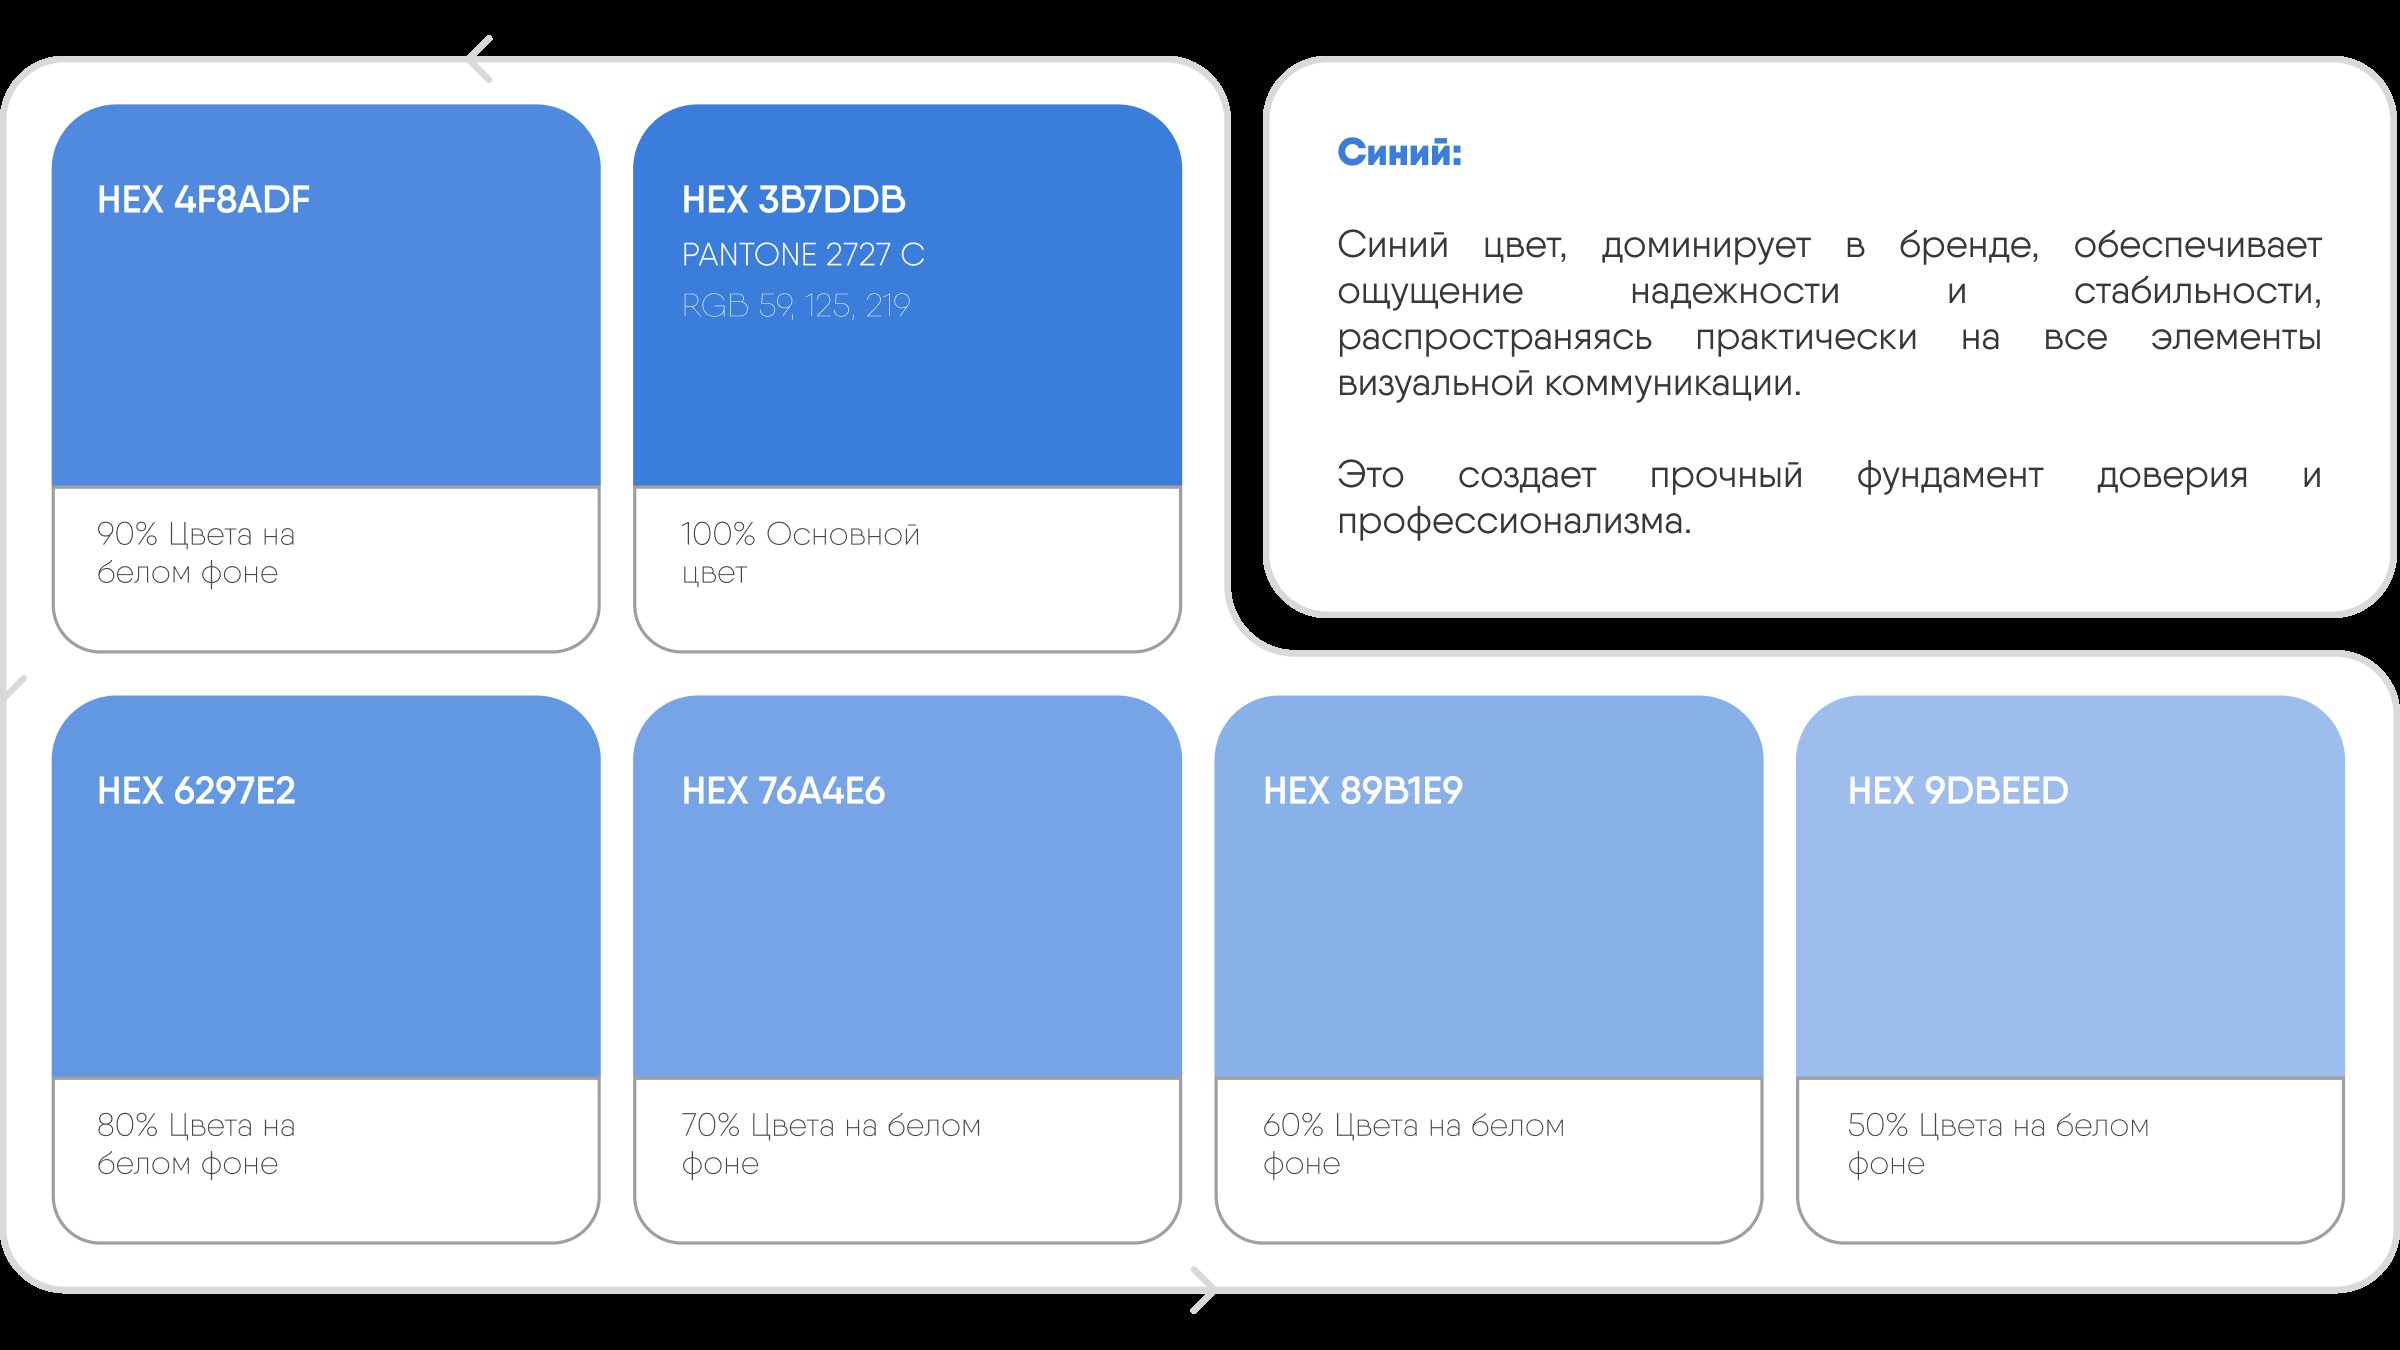 HEX 4F8ADF
90% Цвета на
белом фоне
HEX 3B7DDB
PANTONE 2727 C
RGB 59, 125, 219
100% Основной
цвет
Синий:
Синий цвет, доминирует в бренде, обеспечивает
ощущение надежности и стабильности,
распространяясь практически на все элементы
визуальной коммуникации.
Это создает прочный фундамент доверия и
профессионализма.
HEX 6297E2
80% Цвета на
белом фоне
HEX 76A4E6
70% Цвета на белом
фоне
HEX 89B1E9
60% Цвета на белом
фоне
HEX 9DBEED
50% Цвета на белом
фоне